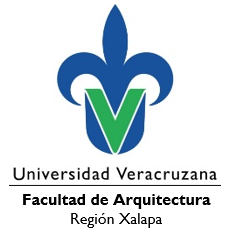 Universidad Veracruzana
Facultad de Arquitectura
Región Xalapa